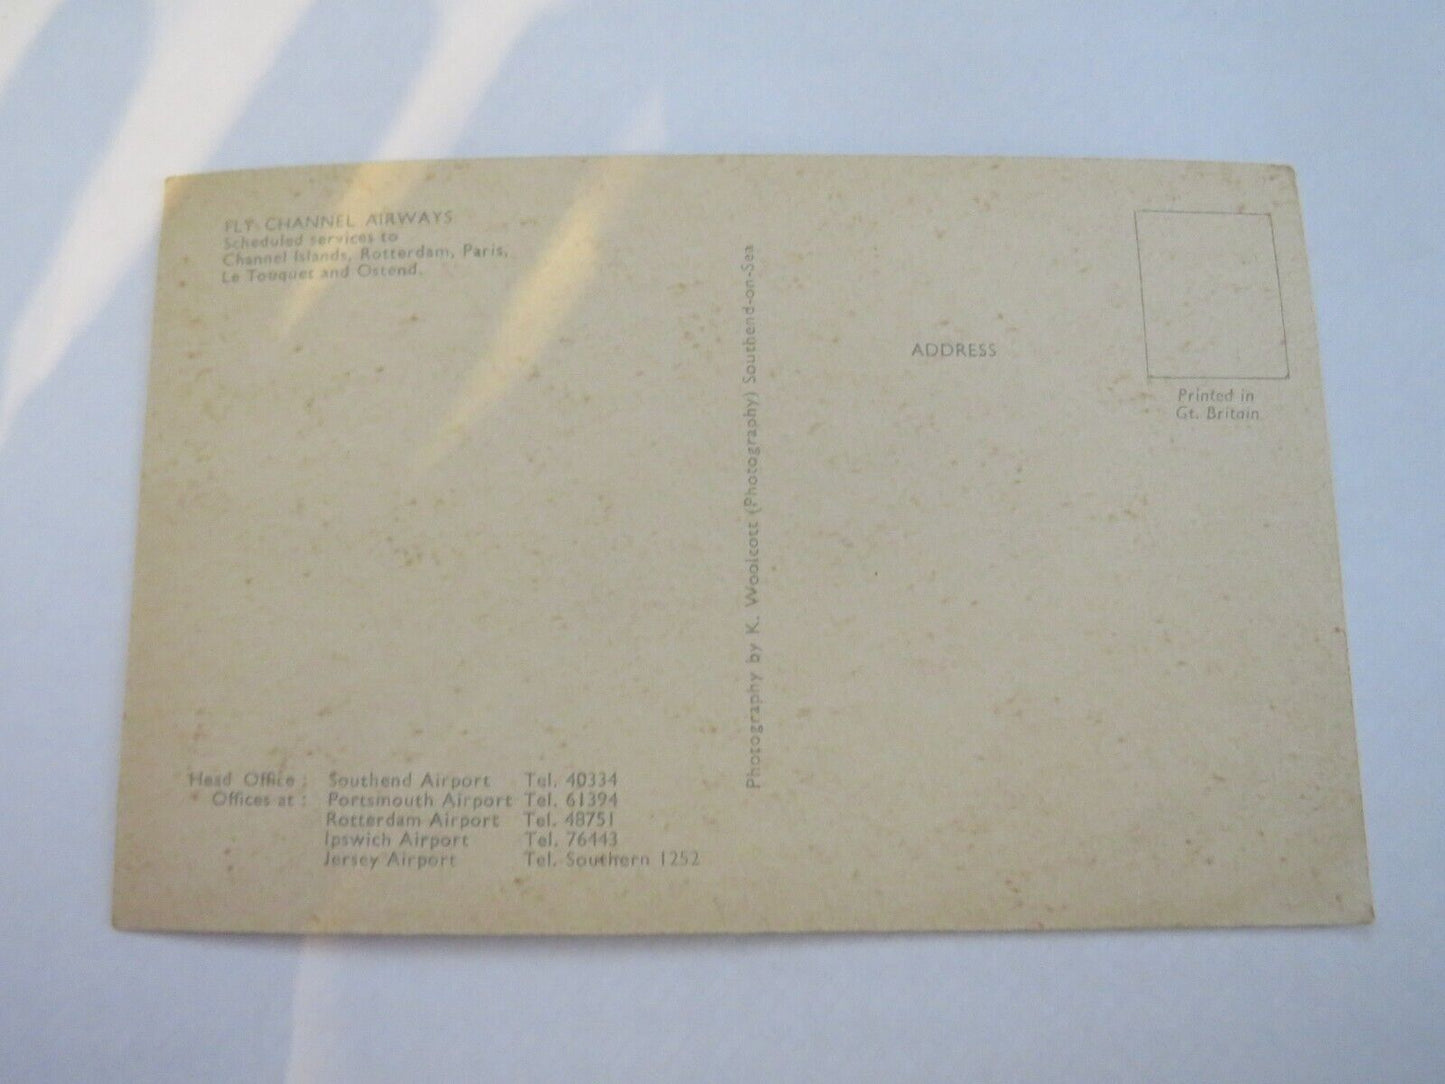 FLY CHANNEL AIRWAYS
Scheduled services to
Channel Islands, Rotterdam, Paris,
Le Touquet and Ostend.
Head Office : Southend Airport Tel. 40334
Offices at : Portsmouth Airport Tel. 61394
Rotterdam Airport Tel. 48751
Ipswich Airport Tel. 76443
Jersey Airport Tel. Southern 1252
Photography by K. Woolcott (Photography) Southend-on-Sea
ADDRESS
Printed in
Gt. Britain